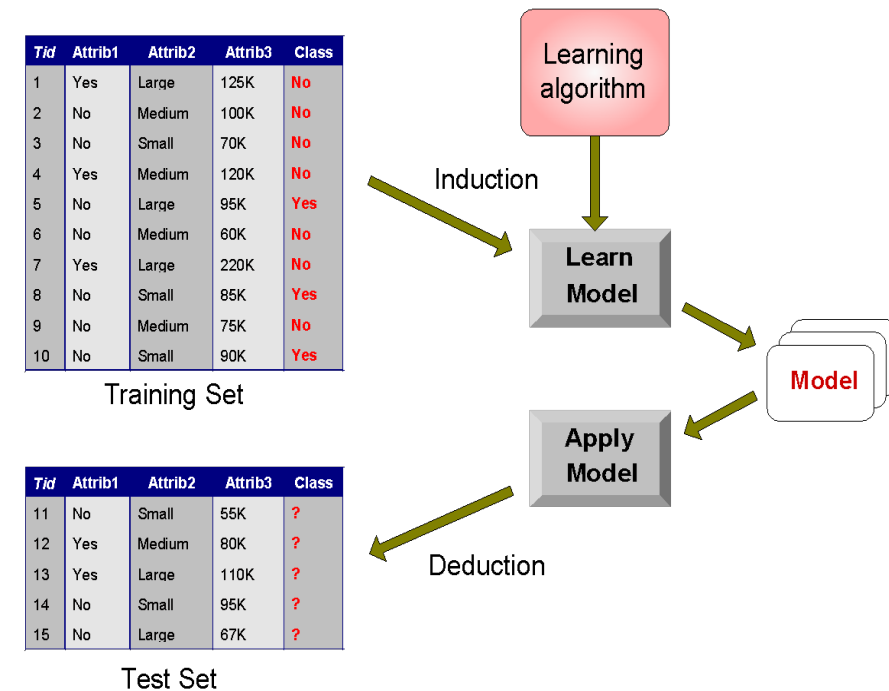 Tid Attrib1 Attrib2 Attrib3 Class
1 Yes Large 125K No
2 No Medium 100K No
3 No Small 70K No
4 Yes Medium 120K No
5 No Large 95K Yes
6 No Medium 60K No
7 Yes Large 220K No
8 No Small 85K Yes
9 No Medium 75K No
10 No Small 90K Yes
Training Set
Learning
algorithm
Induction
Learn
Model
Model
Apply
Model
Deduction
Tid Attrib1 Attrib2 Attrib3 Class
11 No Small 55K ?
12 Yes Medium 80K ?
13 Yes Large 110K ?
14 No Small 95K ?
15 No Large 67K ?
Test Set